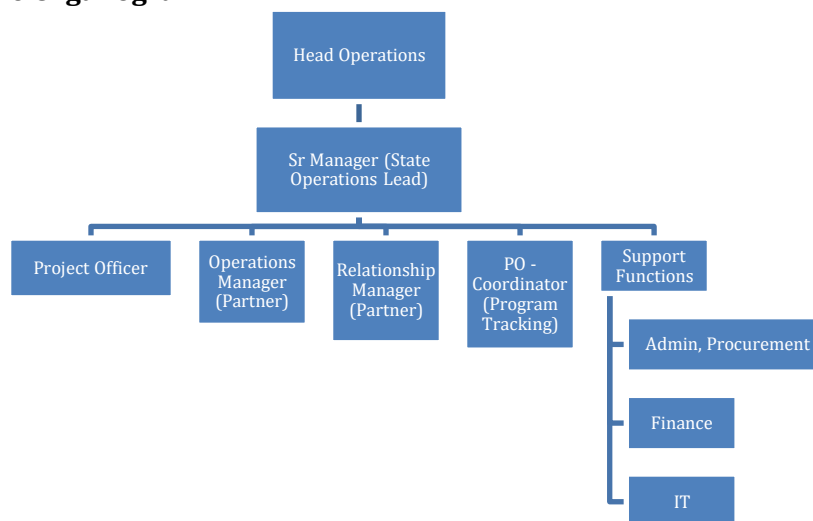 Head Operations
Sr Manager (State
Operations Lead)
Project Officer
Operations
Manager
(Partner)
Relationship
Manager
(Partner)
PO -
Coordinator
(Program
Tracking)
Support
Functions
Admin, Procurement
Finance
IT